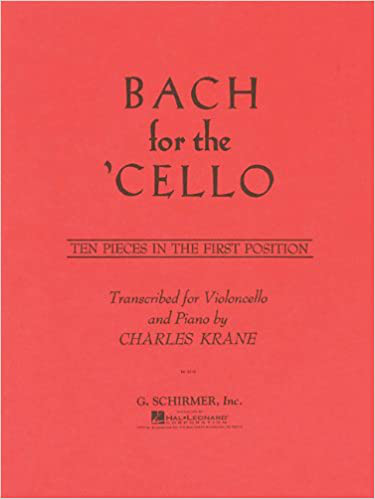 BACH
for the
'CELLO
TEN PIECES IN THE FIRST POSITION
Transcribed for Violoncello
and Piano by
CHARLES KRANE
G. SCHIRMER, Inc.
HAL•LEONARD
CORPORATION